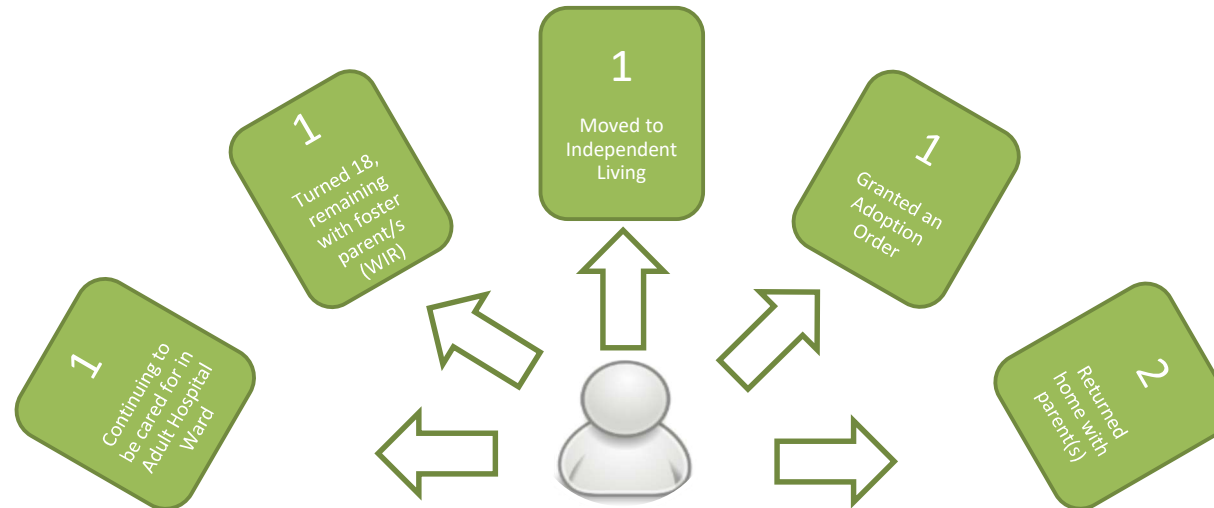 1
Continuing to
be cared for in
Adult Hospital
Ward
1
Turned 18,
remaining
with foster
parent/s
(WIR)
1
Moved to
Independent
Living
1
Granted an
Adoption
Order
2
Returned
home with
parent(s)